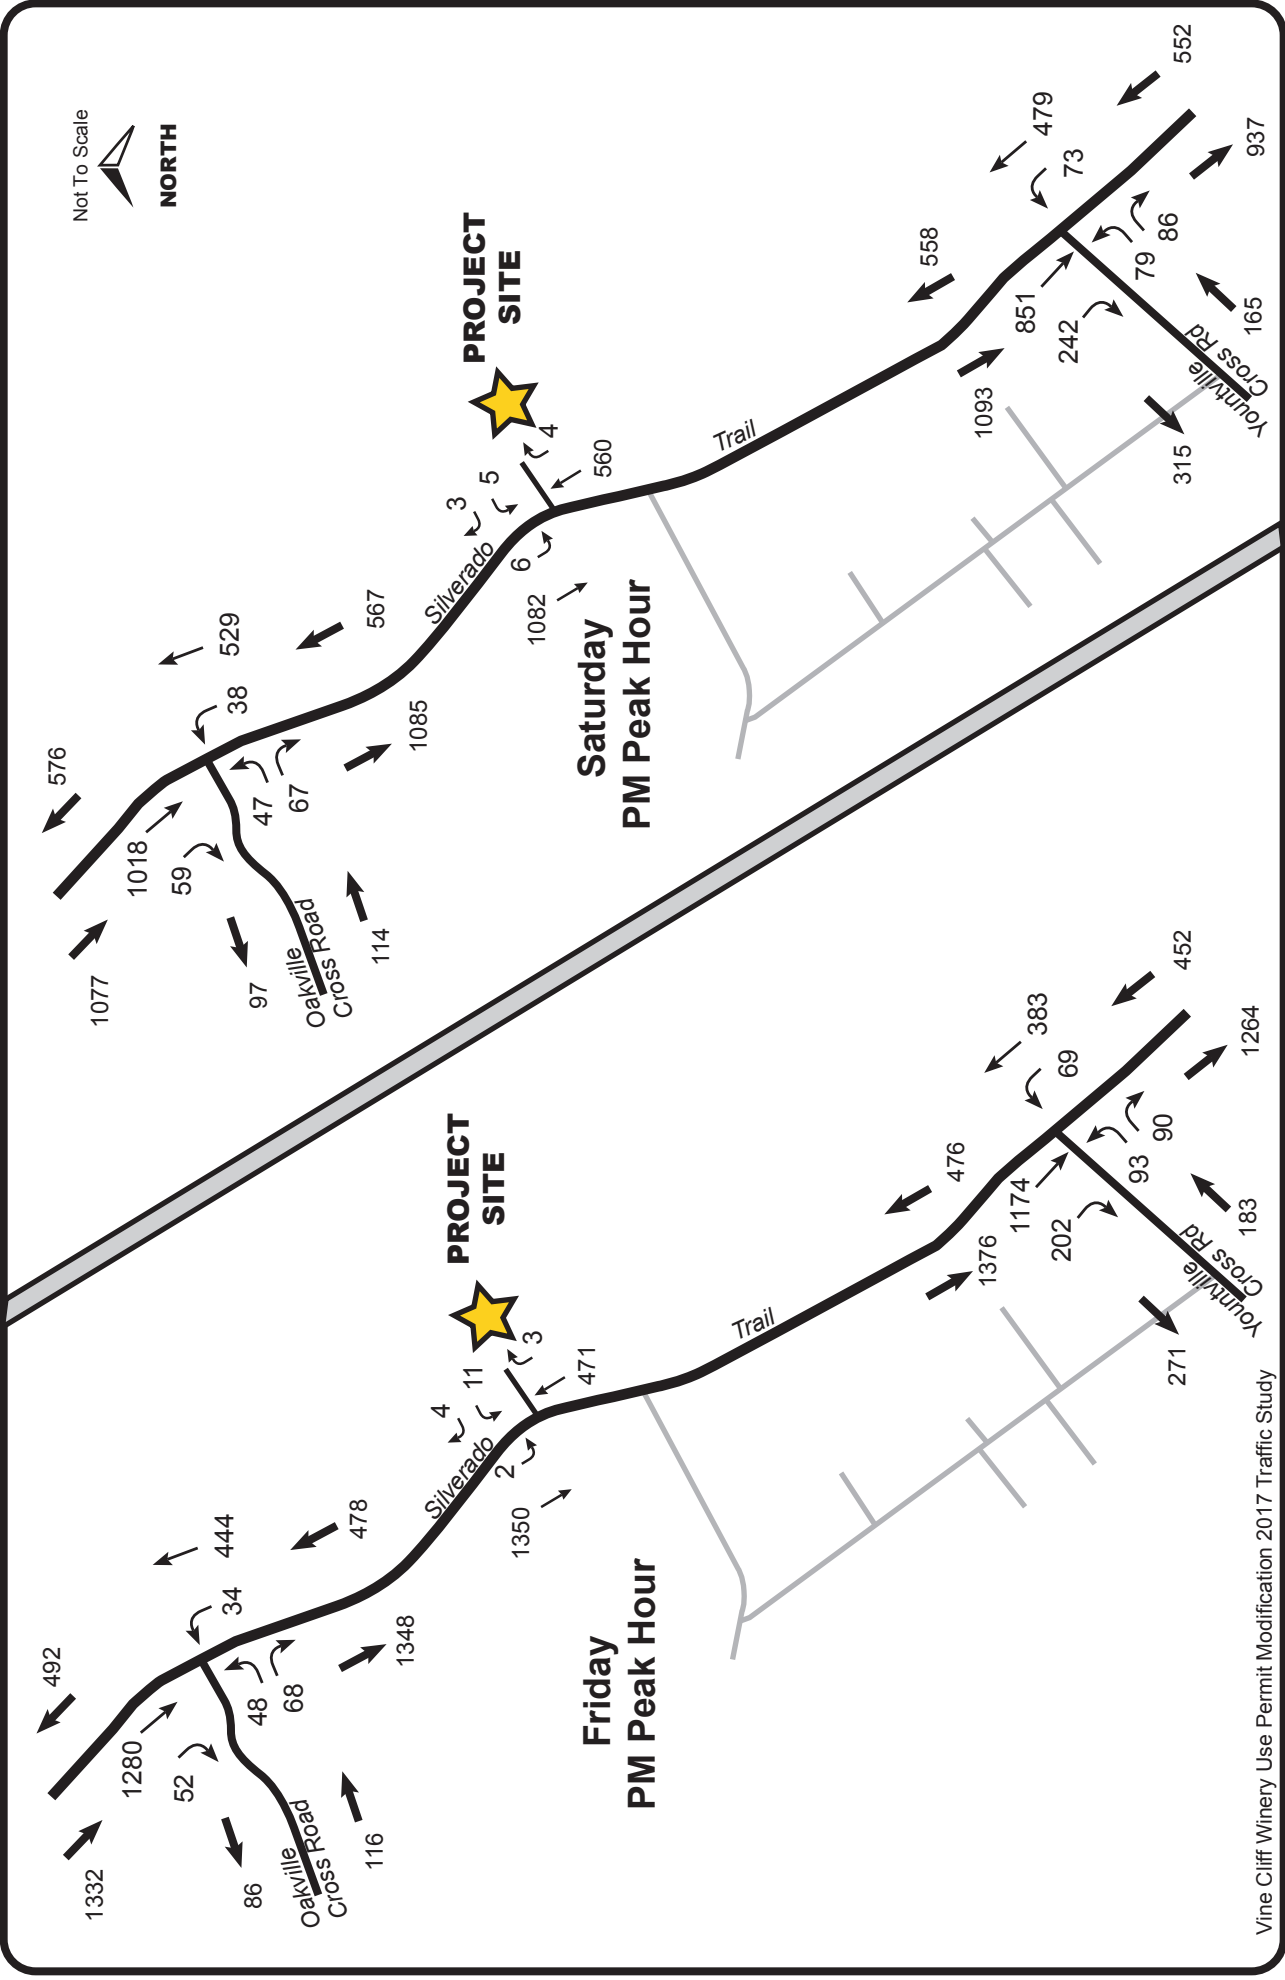 Not To Scale
NORTH
Friday
PM Peak Hour
1332
492
1280
52
86
Oakville
Cross Road
116
48
68
34
444
478
1348
Silverado
Trail
4
11
2
3
1350
471
PROJECT
SITE
476
1376
1174
202
383
69
93
90
452
1264
183
271
Yountville
Cross Rd
Saturday
PM Peak Hour
1077
576
1018
59
97
Oakville
Cross Road
114
47
67
38
529
567
1085
Silverado
Trail
3
5
6
4
1082
560
PROJECT
SITE
558
1093
851
242
479
73
79
86
552
937
165
315
Yountville
Cross Rd
Vine Cliff Winery Use Permit Modification 2017 Traffic Study